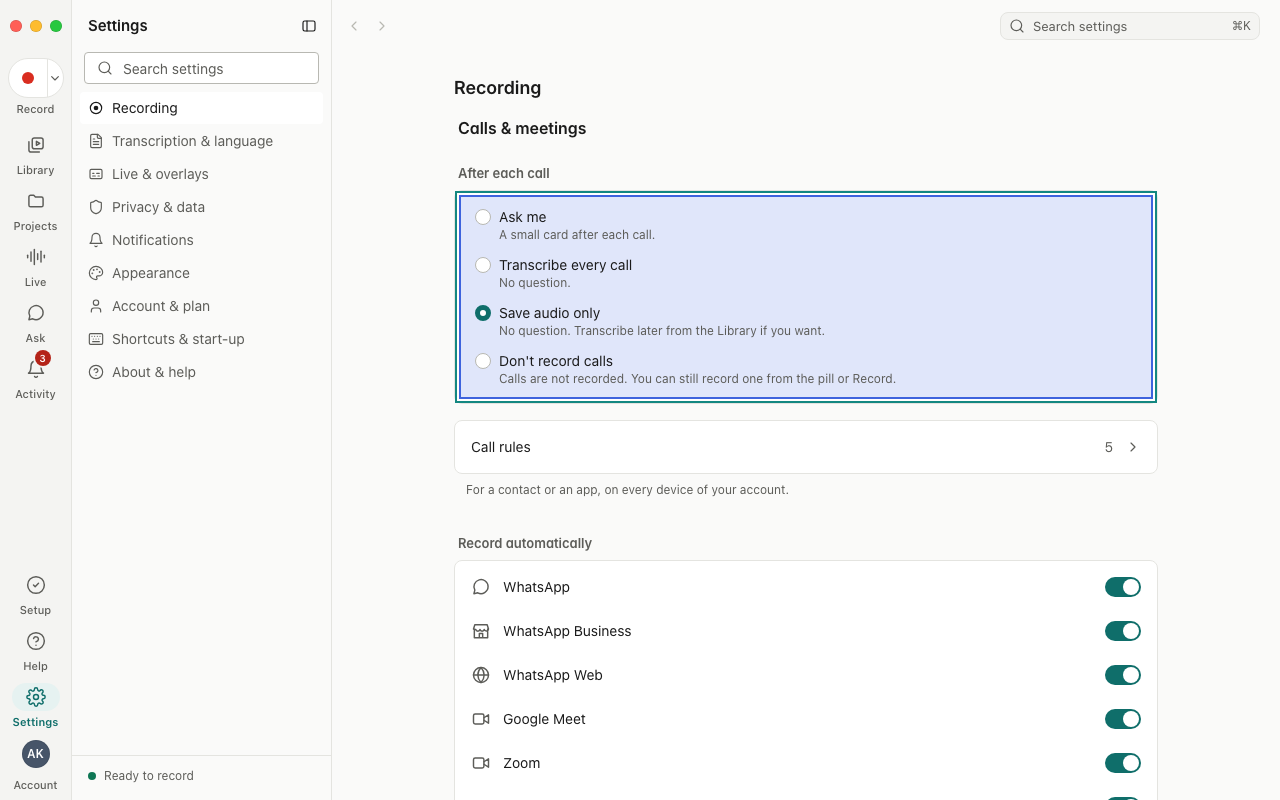 Settings
Search settings
⌘K
Record
Library
Projects
Live
Ask
3
Activity
Setup
Help
Settings
AK
Account
Search settings
Recording
Transcription & language
Live & overlays
Privacy & data
Notifications
Appearance
Account & plan
Shortcuts & start-up
About & help
Ready to record
Recording
Calls & meetings
After each call
Ask me
A small card after each call.
Transcribe every call
No question.
Save audio only
No question. Transcribe later from the Library if you want.
Don't record calls
Calls are not recorded. You can still record one from the pill or Record.
Call rules
5
For a contact or an app, on every device of your account.
Record automatically
WhatsApp
WhatsApp Business
WhatsApp Web
Google Meet
Zoom